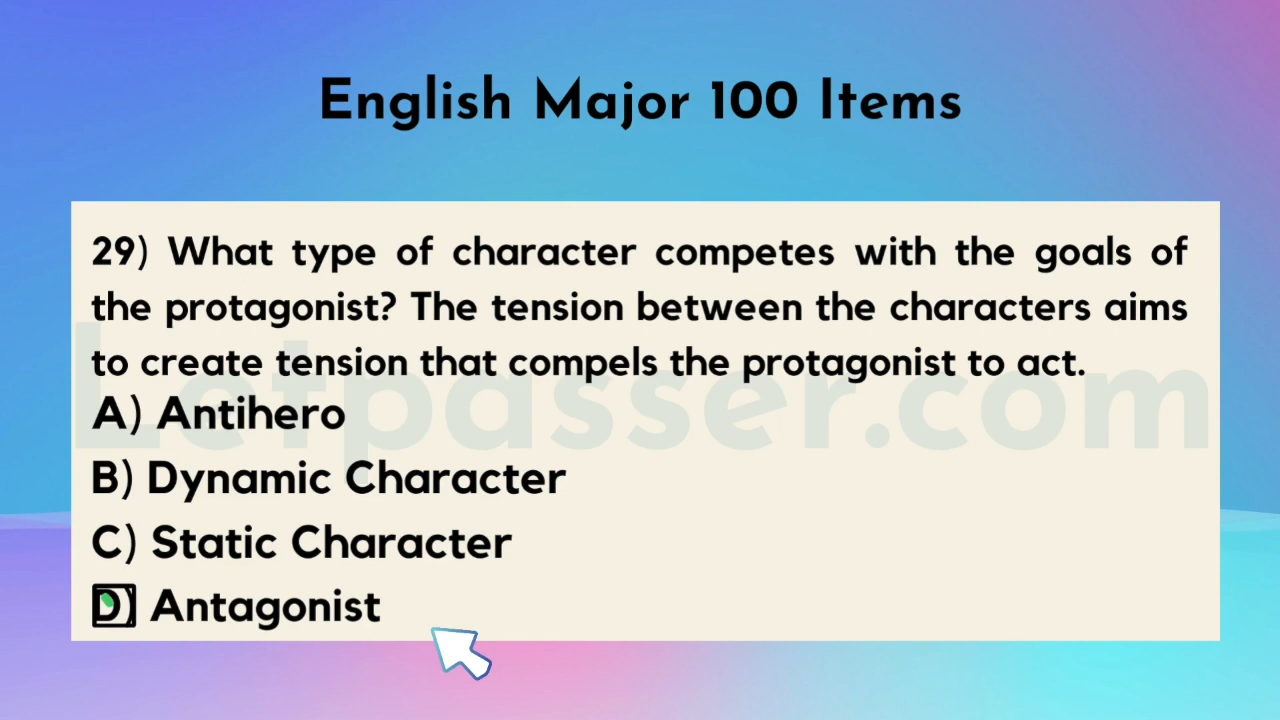 English Major 100 Items
29) What type of character competes with the goals of
the protagonist? The tension between the characters aims
to create tension that compels the protagonist to act.
Letpasser.com
A) Antihero
B) Dynamic Character
C) Static Character
D) Antagonist